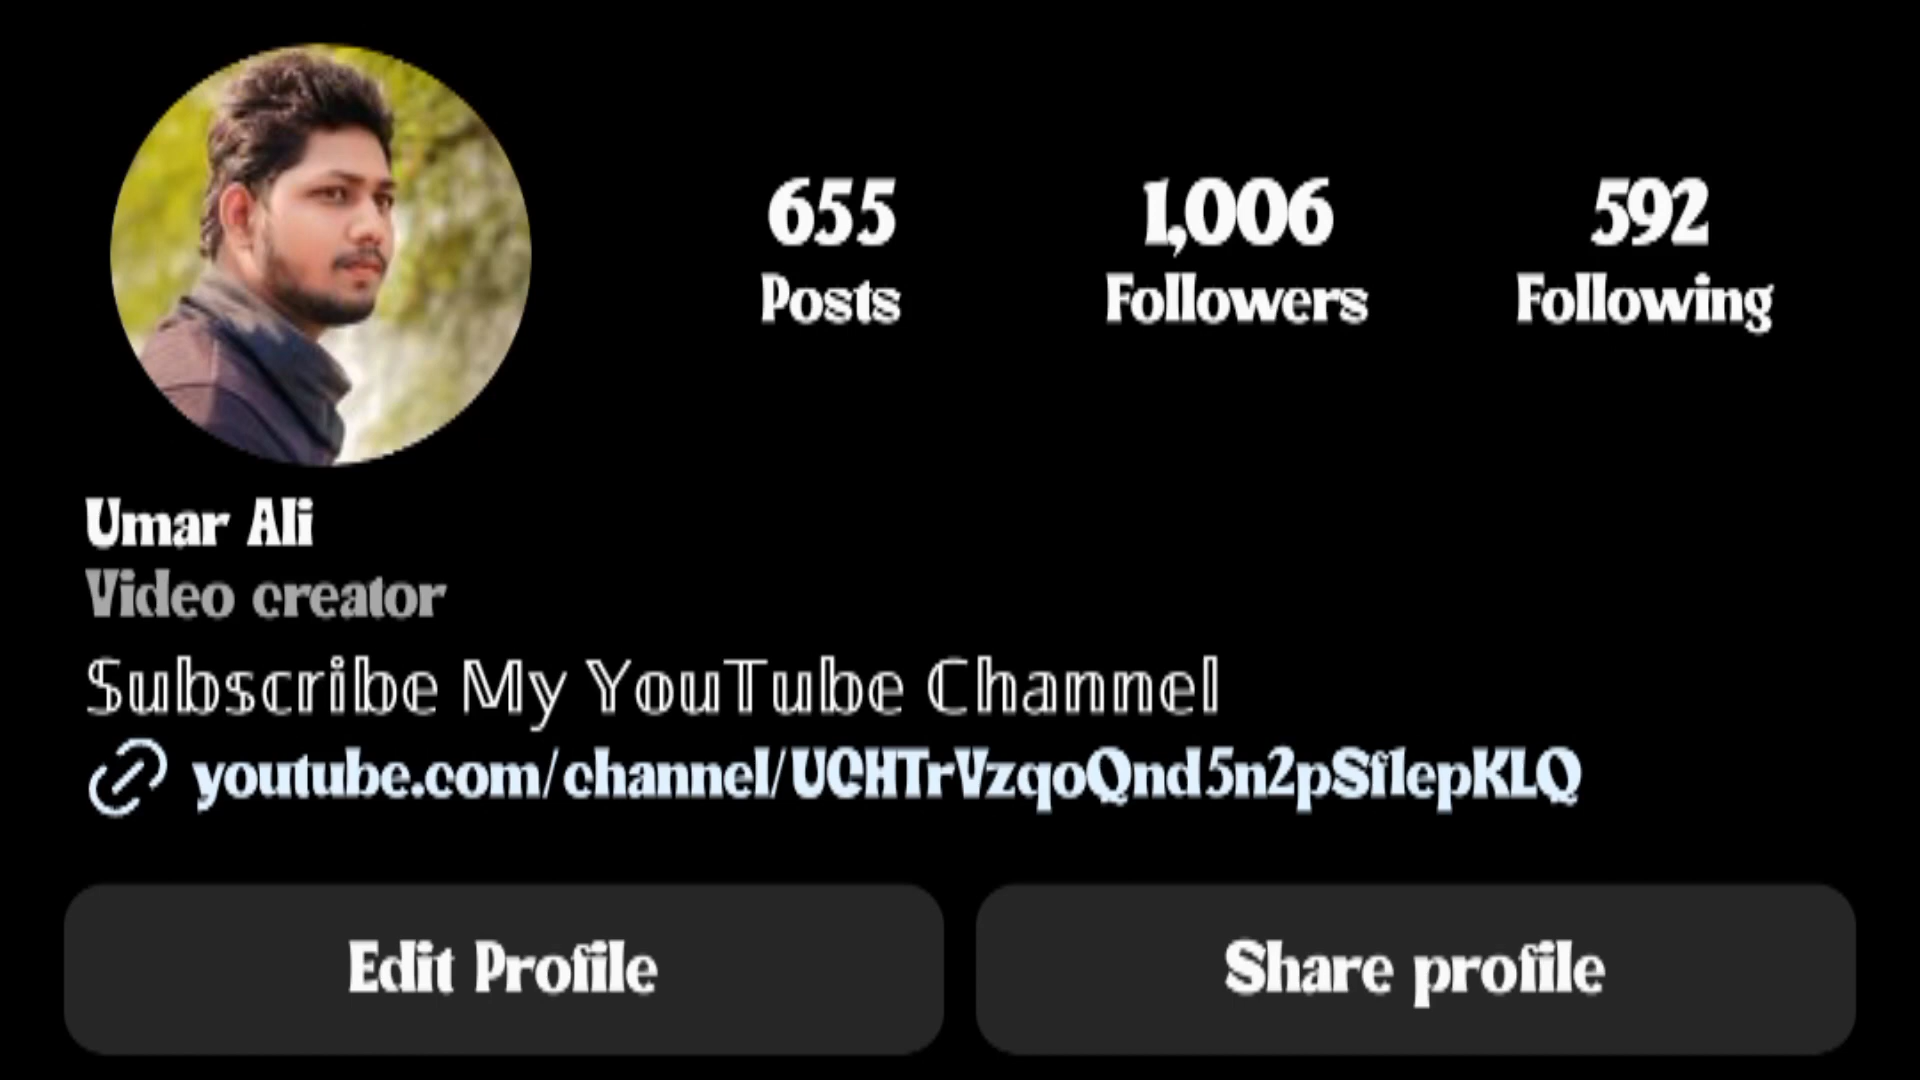 655 1,006 592
Posts Followers Following
Umar Ali
Video creator
Subscribe My YouTube Channel
youtube.com/channel/UCHTrVzqoQnd5n2pSflepKLQ
Edit Profile Share profile